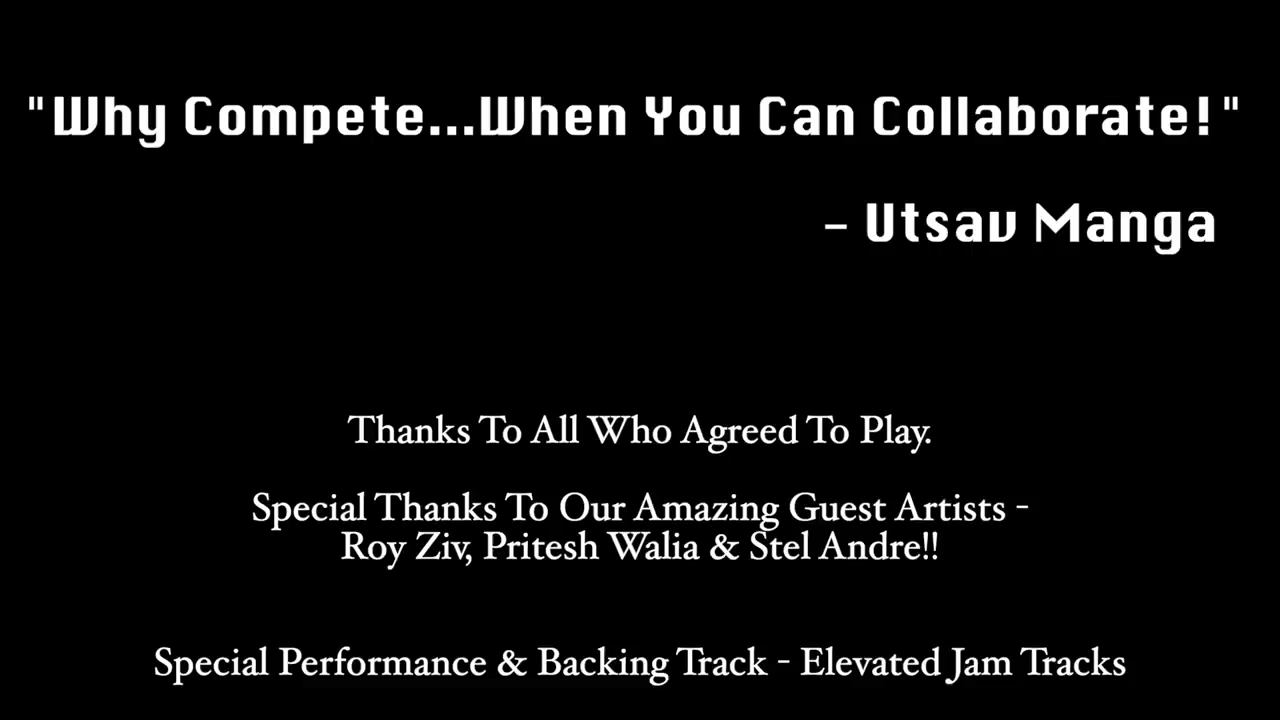 "Why Compete...When You Can Collaborate!"
- Utsav Manga
Thanks To All Who Agreed To Play.
Special Thanks To Our Amazing Guest Artists -
Roy Ziv, Pritesh Walia & Stel Andre!!
Special Performance & Backing Track - Elevated Jam Tracks